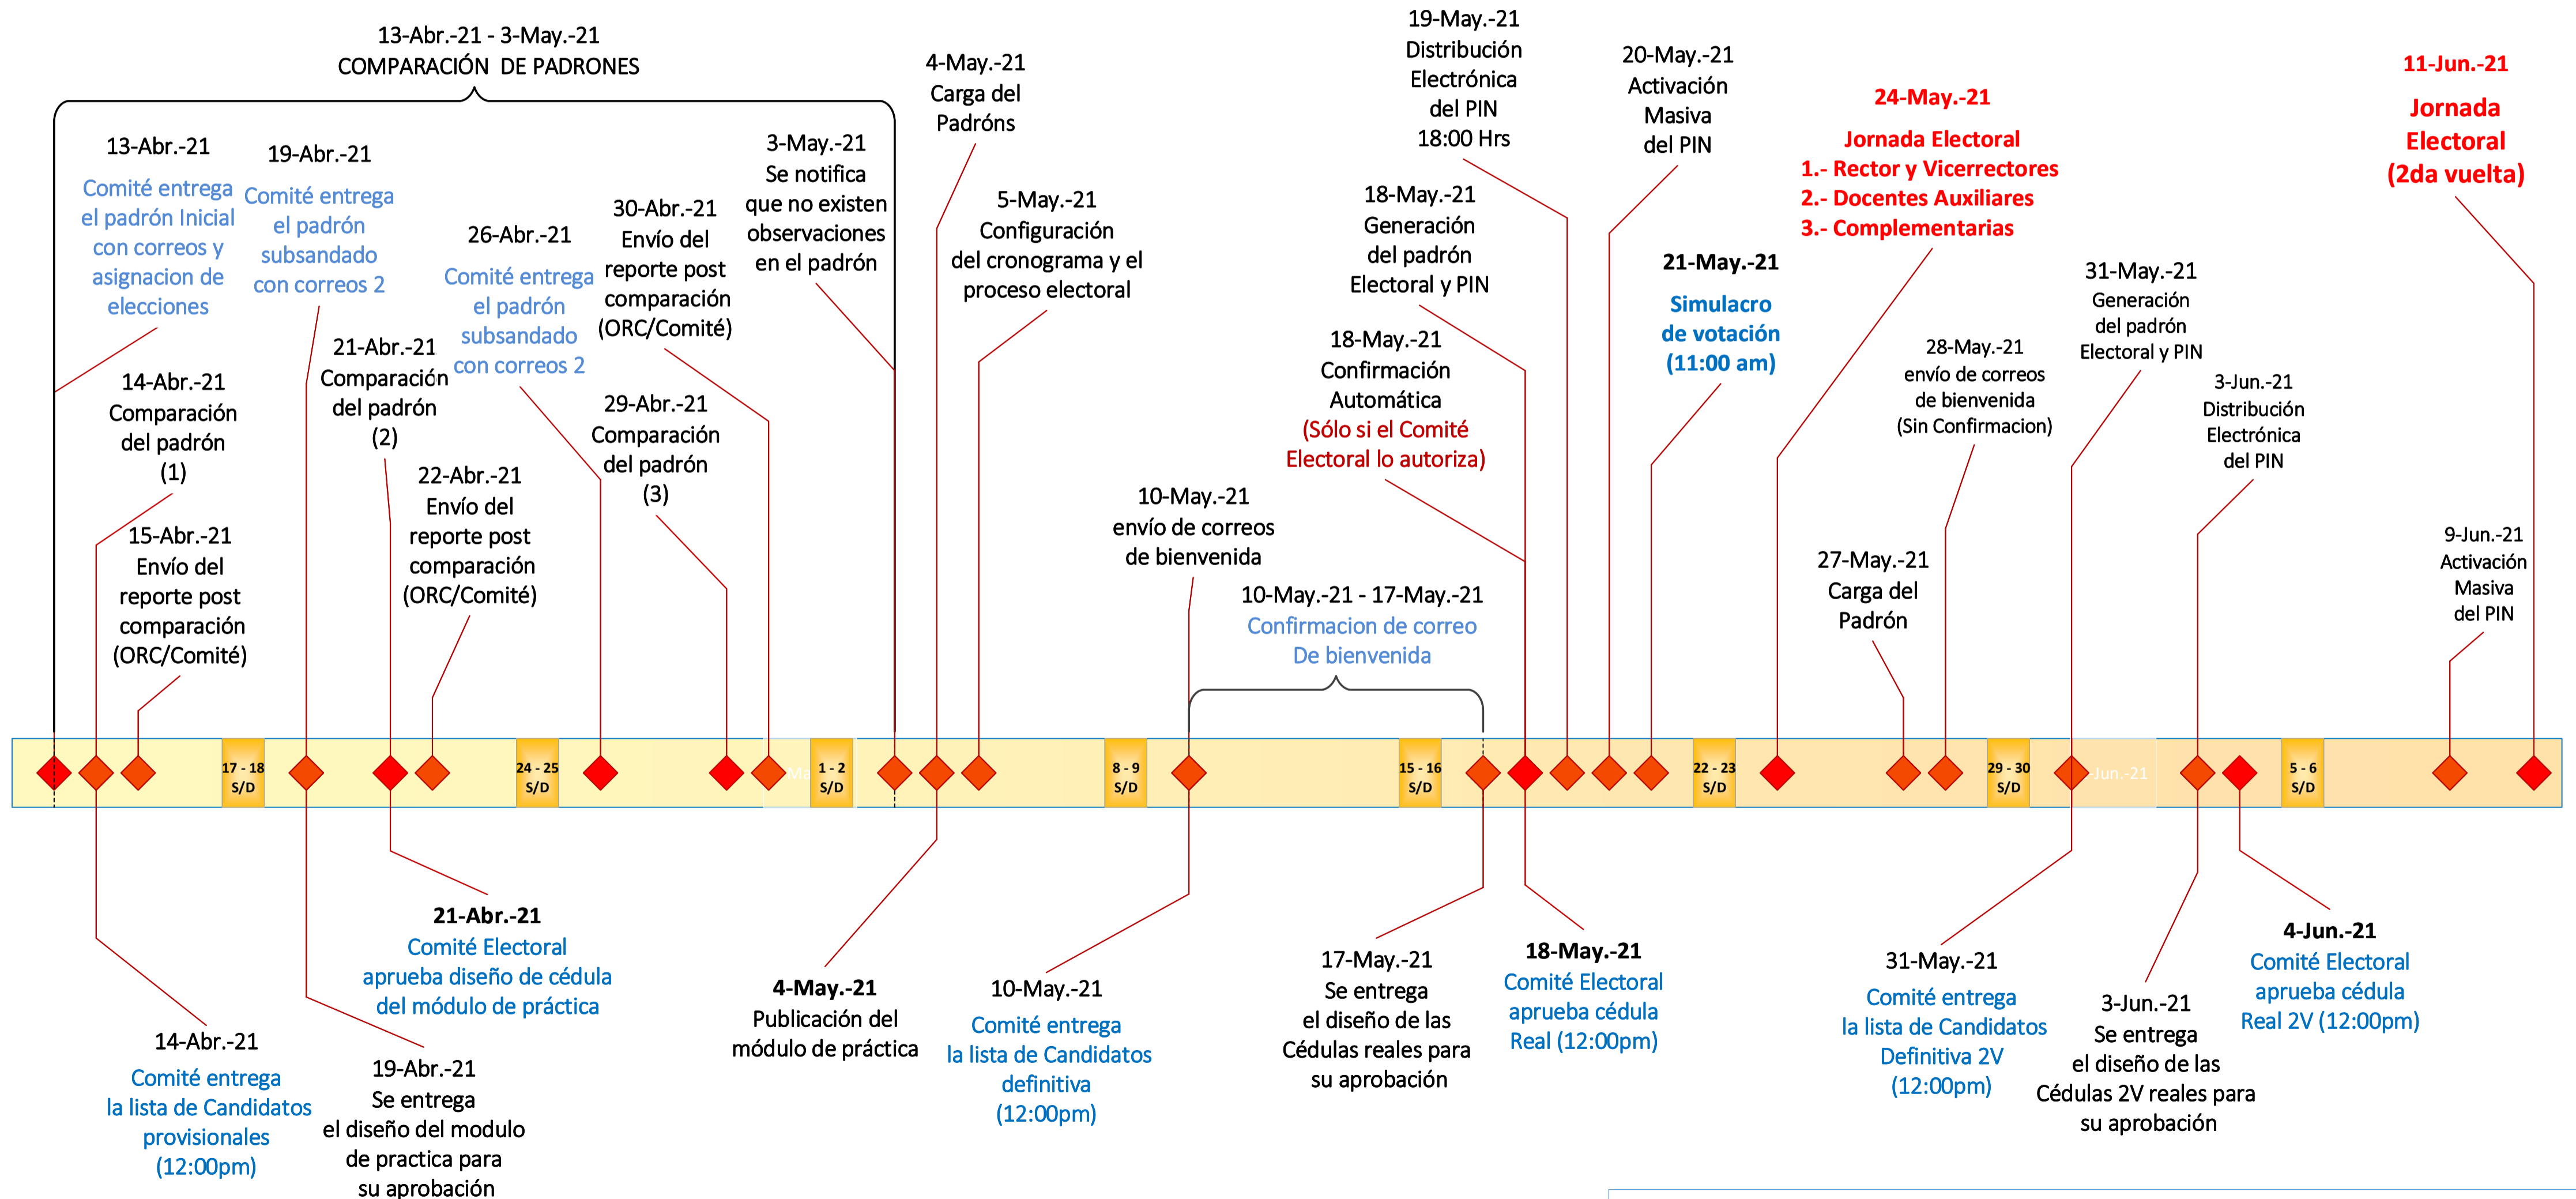 13-Abr.-21 - 3-May.-21
COMPARACIÓN DE PADRONES
13-Abr.-21
Comité entrega
el padrón Inicial
con correos y
asignacion de
elecciones
14-Abr.-21
Comparación
del padrón
(1)
15-Abr.-21
Envío del
reporte post
comparación
(ORC/Comité)
19-Abr.-21
Comité entrega
el padrón
subsandado
con correos 2
21-Abr.-21
Comparación
del padrón
(2)
22-Abr.-21
Envío del
reporte post
comparación
(ORC/Comité)
26-Abr.-21
Comité entrega
el padrón
subsandado
con correos 2
29-Abr.-21
Comparación
del padrón
(3)
30-Abr.-21
Envío del
reporte post
comparación
(ORC/Comité)
3-May.-21
Se notifica
que no existen
observaciones
en el padrón
4-May.-21
Carga del
Padróns
5-May.-21
Configuración
del cronograma y el
proceso electoral
10-May.-21
envío de correos
de bienvenida
10-May.-21 - 17-May.-21
Confirmacion de correo
De bienvenida
18-May.-21
Confirmación
Automática
(Sólo si el Comité
Electoral lo autoriza)
18-May.-21
Generación
del padrón
Electoral y PIN
19-May.-21
Distribución
Electrónica
del PIN
18:00 Hrs
20-May.-21
Activación
Masiva
del PIN
21-May.-21
Simulacro
de votación
(11:00 am)
24-May.-21
Jornada Electoral
1.- Rector y Vicerrectores
2.- Docentes Auxiliares
3.- Complementarias
27-May.-21
Carga del
Padrón
28-May.-21
envío de correos
de bienvenida
(Sin Confirmacion)
31-May.-21
Generación
del padrón
Electoral y PIN
3-Jun.-21
Distribución
Electrónica
del PIN
9-Jun.-21
Activación
Masiva
del PIN
11-Jun.-21
Jornada
Electoral
(2da vuelta)
17 - 18
S/D
24 - 25
S/D
Ma
1 - 2
S/D
8 - 9
S/D
15 - 16
S/D
22 - 23
S/D
29 - 30
S/D
-Jun.-21
5 - 6
S/D
14-Abr.-21
Comité entrega
la lista de Candidatos
provisionales
(12:00pm)
19-Abr.-21
Se entrega
el diseño del modulo
de practica para
su aprobación
21-Abr.-21
Comité Electoral
aprueba diseño de cédula
del módulo de práctica
4-May.-21
Publicación del
módulo de práctica
10-May.-21
Comité entrega
la lista de Candidatos
definitiva
(12:00pm)
17-May.-21
Se entrega
el diseño de las
Cédulas reales para
su aprobación
18-May.-21
Comité Electoral
aprueba cédula
Real (12:00pm)
31-May.-21
Comité entrega
la lista de Candidatos
Definitiva 2V
(12:00pm)
3-Jun.-21
Se entrega
el diseño de las
Cédulas 2V reales para
su aprobación
4-Jun.-21
Comité Electoral
aprueba cédula
Real 2V (12:00pm)